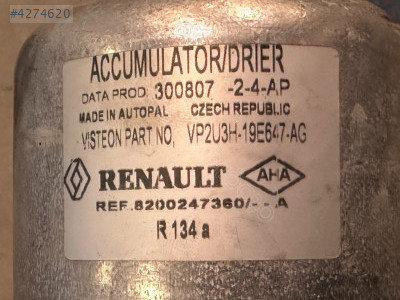 #4274620
ACCUMULATOR/DRIER
DATA PROD 300807 -2-4-AP
MADE IN AUTOPAL CZECH REPUBLIC
VISTEON PART NO, VP2U3H-19E647-AG
RENAULT AHA
REF.8200247360/--A
R 134 a